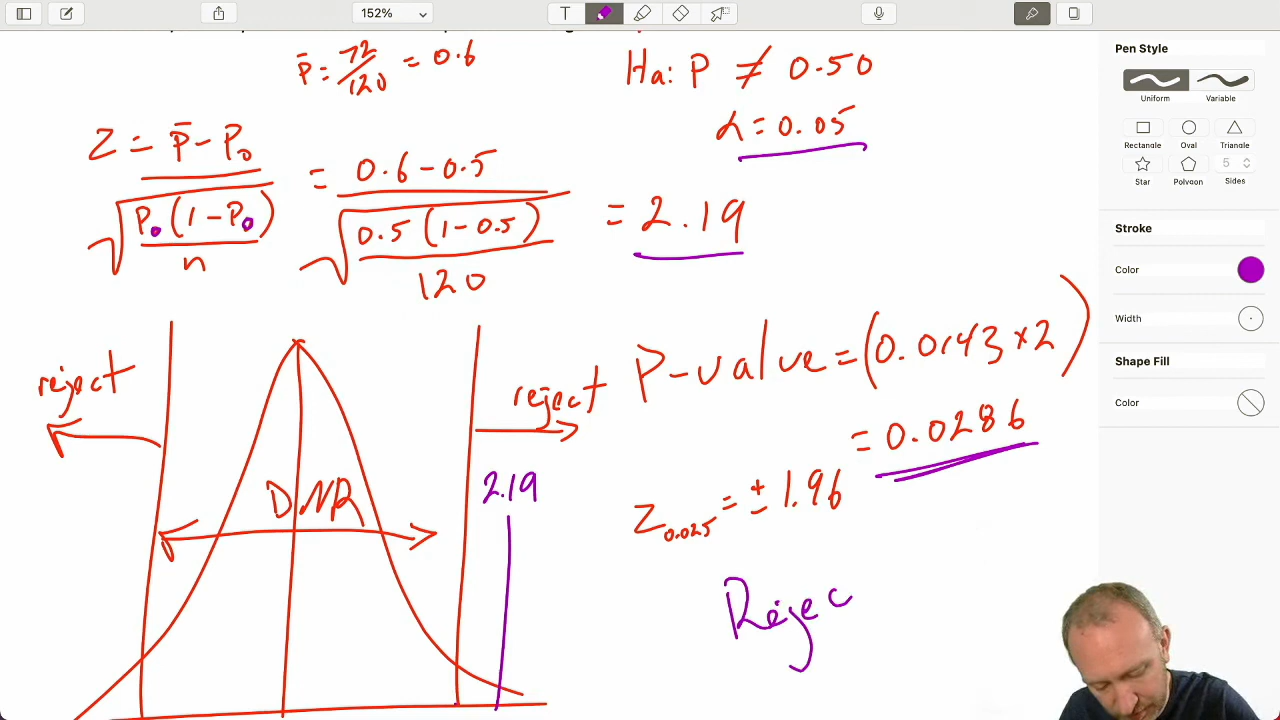 152%
T
p̄ = 72/120 = 0.6
Ha: P ≠ 0.50
α = 0.05
Z = p̄ - P₀ / √(P₀(1-P₀)/n) = 0.6 - 0.5 / √(0.5(1-0.5)/120) = 2.19
reject
reject
DNR
2.19
P-value = (0.0143 × 2)
= 0.0286
Z0.025 = ± 1.96
Rejec
Pen Style
Uniform
Variable
Rectangle
Oval
Triangle
Star
Polygon
5
Sides
Stroke
Color
Width
Shape Fill
Color